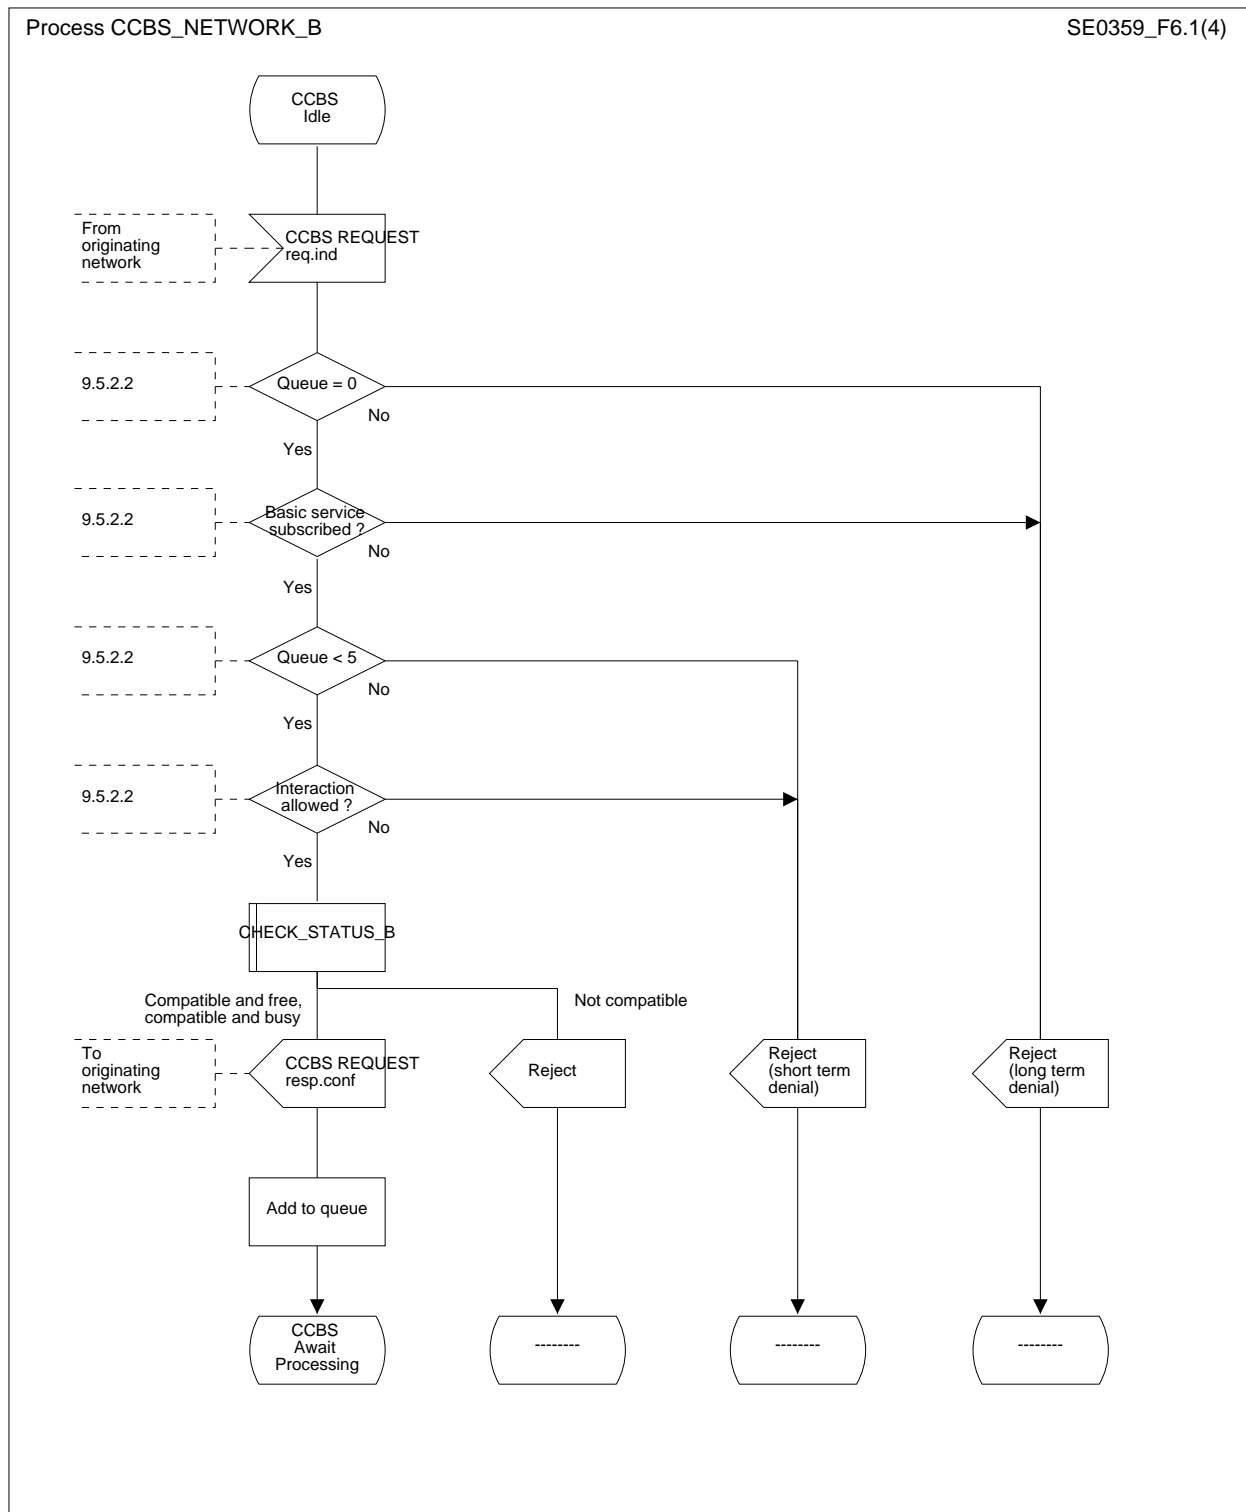 Process CCBS_NETWORK_B
SE0359_F6.1(4)
CCBS
Idle
From
originating
network
CCBS REQUEST
req.ind
9.5.2.2
Queue = 0
No
Yes
9.5.2.2
Basic service
subscribed ?
No
Yes
9.5.2.2
Queue < 5
No
Yes
9.5.2.2
Interaction
allowed ?
No
Yes
CHECK_STATUS_B
Compatible and free,
compatible and busy
Not compatible
To
originating
network
CCBS REQUEST
resp.conf
Reject
Reject
(short term
denial)
Reject
(long term
denial)
Add to queue
CCBS
Await
Processing
--------
--------
--------